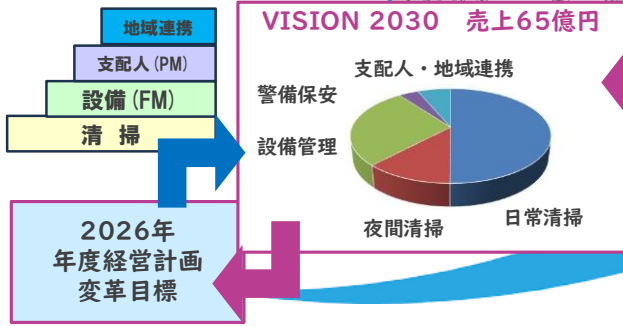 地域連携
支配人(PM)
設備(FM)
清 掃
VISION 2030 売上65億円
支配人・地域連携
警備保安
設備管理
夜間清掃
日常清掃
2026年
年度経営計画
変革目標